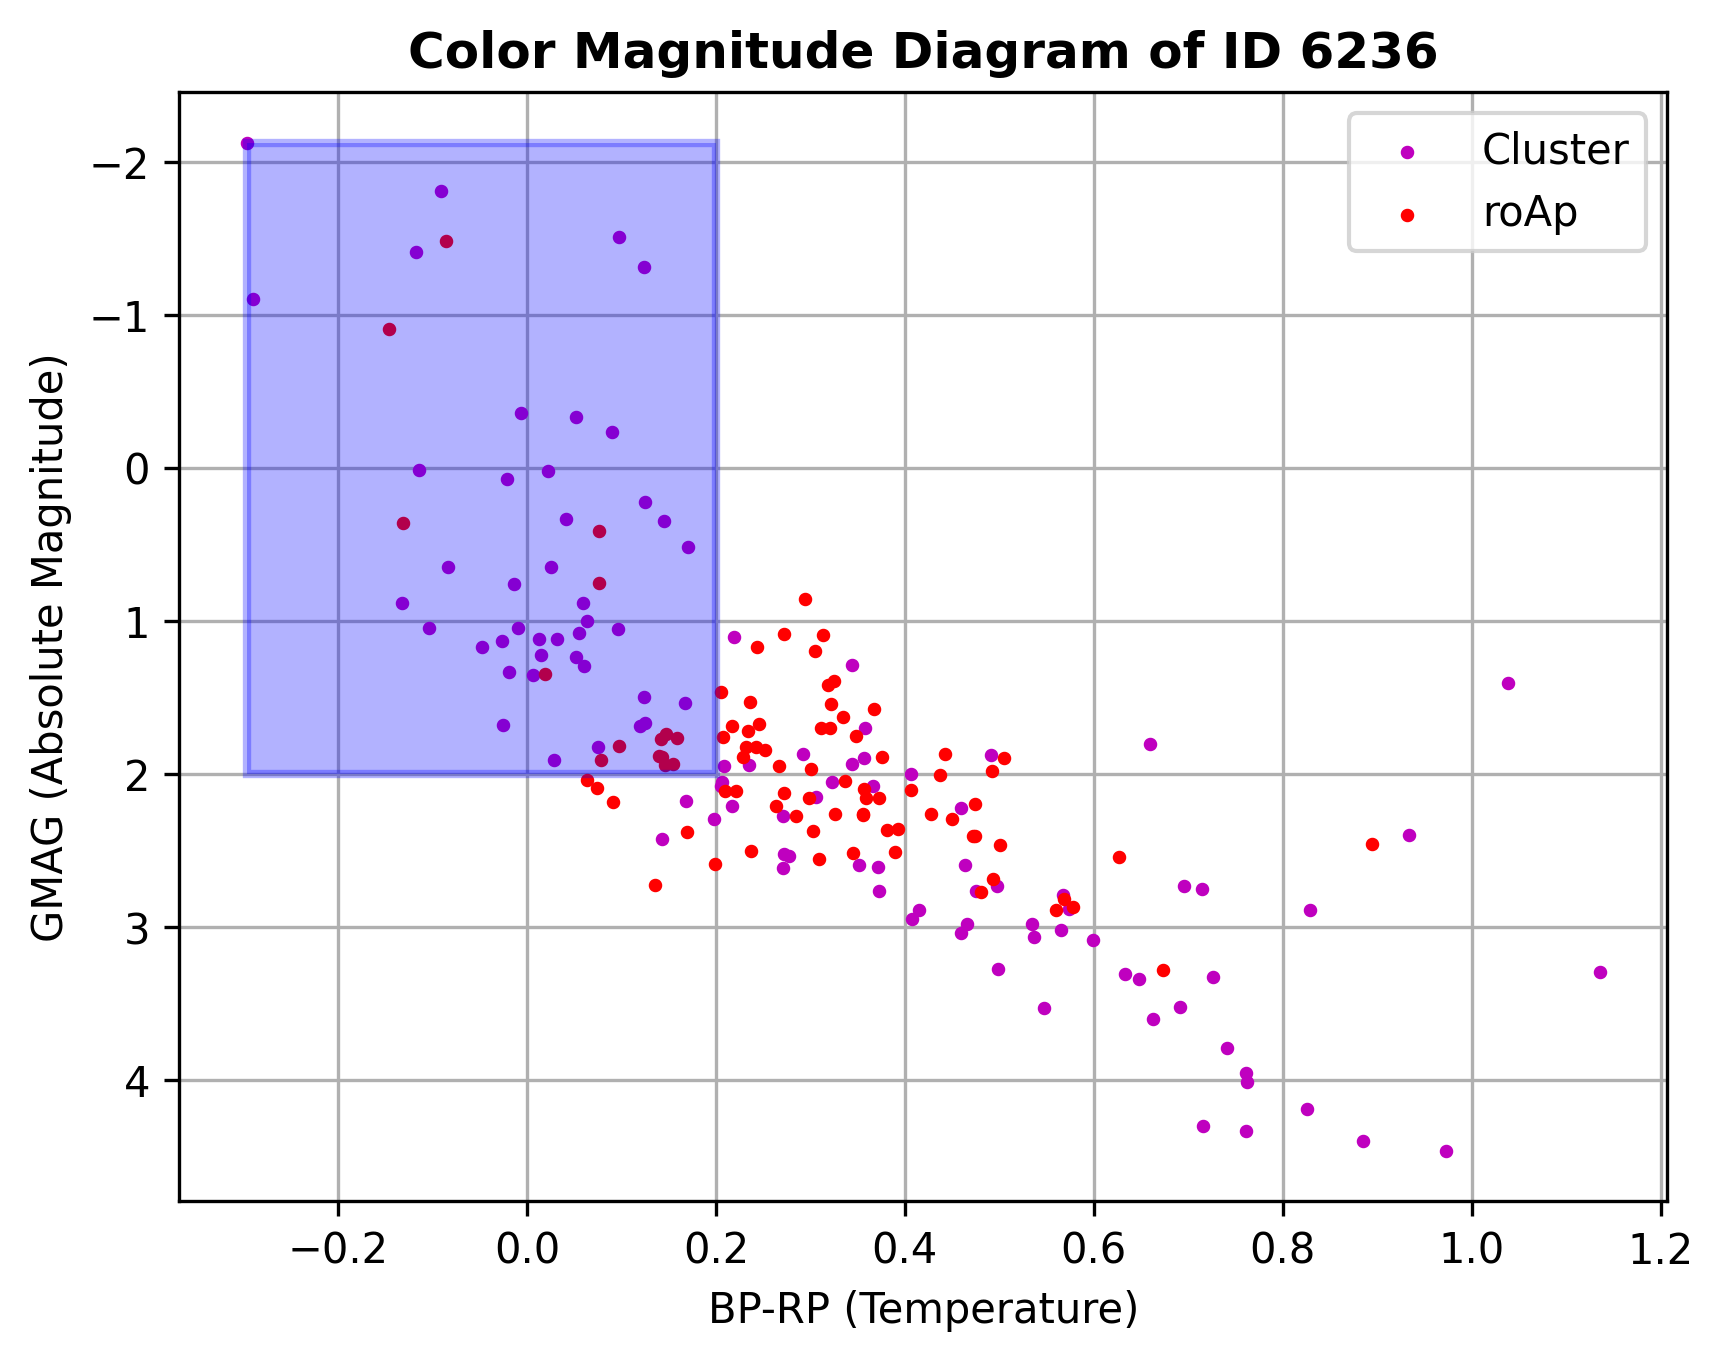 Color Magnitude Diagram of ID 6236
Cluster
roAp
GMAG (Absolute Magnitude)
−2
−1
0
1
2
3
4
−0.2 0.0 0.2 0.4 0.6 0.8 1.0 1.2
BP-RP (Temperature)